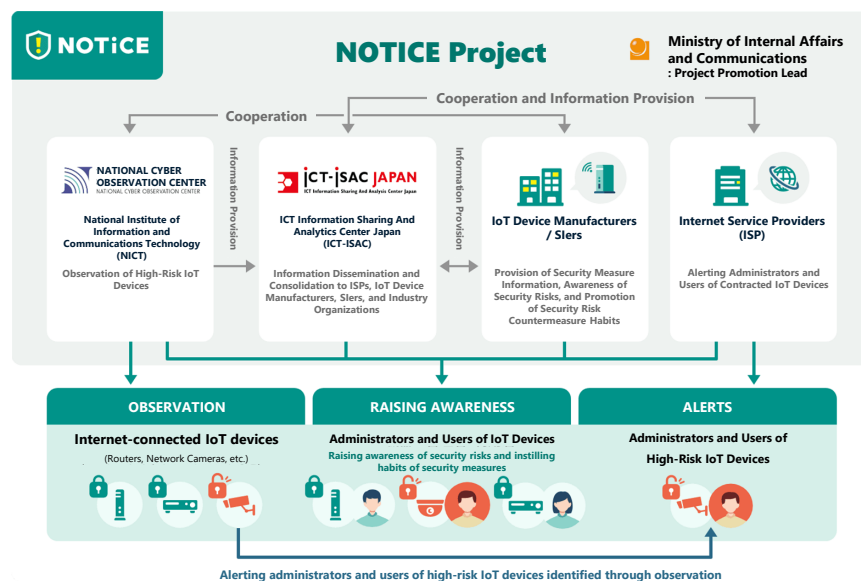 NOTiCE
NOTICE Project
Ministry of Internal Affairs
and Communications
: Project Promotion Lead
Cooperation and Information Provision
Cooperation
NATIONAL CYBER
OBSERVATION CENTER
NATIONAL CYBER OBSERVATION CENTER
National Institute of
Information and
Communications Technology
(NICT)
Observation of High-Risk IoT
Devices
Information Provision
ICT-ISAC JAPAN
ICT Information Sharing And Analysis Center Japan
ICT Information Sharing And
Analytics Center Japan
(ICT-ISAC)
Information Dissemination and
Consolidation to ISPs, IoT Device
Manufacturers, SIers, and Industry
Organizations
Information Provision
IoT Device Manufacturers
/ SIers
Provision of Security Measure
Information, Awareness of
Security Risks, and Promotion
of Security Risk
Countermeasure Habits
Internet Service Providers
(ISP)
Alerting Administrators and
Users of Contracted IoT Devices
OBSERVATION
Internet-connected IoT devices
(Routers, Network Cameras, etc.)
RAISING AWARENESS
Administrators and Users of IoT Devices
Raising awareness of security risks and instilling
habits of security measures
ALERTS
Administrators and Users of
High-Risk IoT Devices
Alerting administrators and users of high-risk IoT devices identified through observation